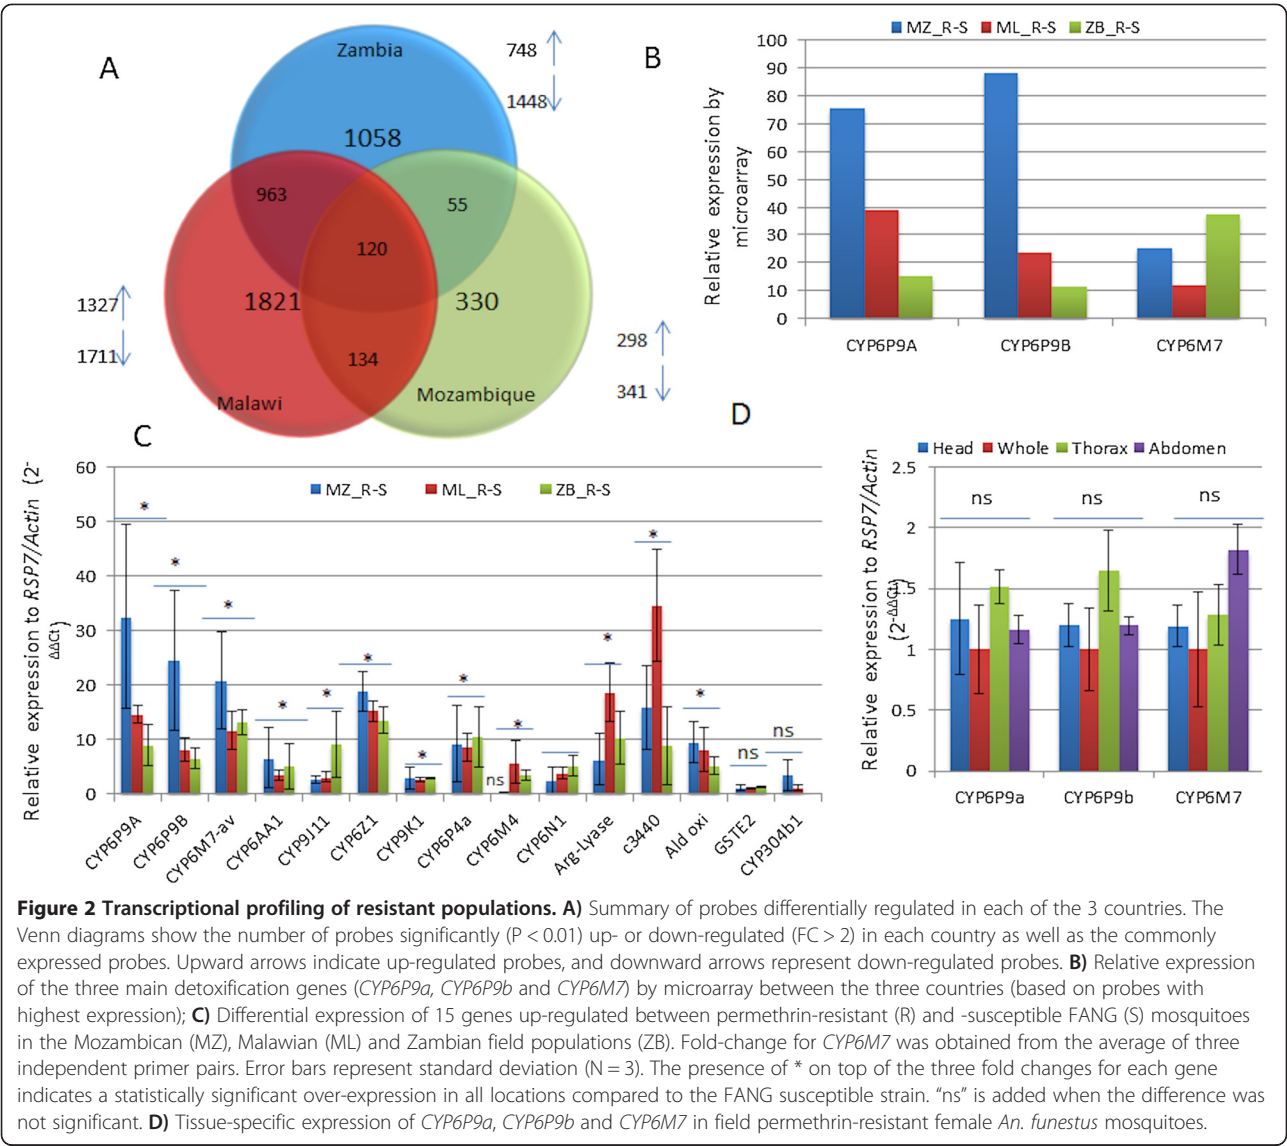 A
Zambia
748
1448
1058
963
55
120
1821
330
134
1327
1711
Malawi
Mozambique
298
341
B
MZ_R-S ML_R-S ZB_R-S
Relative expression by
microarray
100
90
80
70
60
50
40
30
20
10
0
CYP6P9A CYP6P9B CYP6M7
C
Relative expression to RSP7/Actin (2-
ΔΔCt)
MZ_R-S ML_R-S ZB_R-S
60
50
40
30
20
10
0
* * * * * * * * ns * * * * ns ns
CYP6P9A CYP6P9B CYP6M7-av CYP6AA1 CYP9J11 CYP6Z1 CYP9K1 CYP6P4a CYP6M4 CYP6N1 Arg-Lyase c3440 Ald oxi GSTE2 CYP304b1
D
Head Whole Thorax Abdomen
Relative expression to RSP7/Actin
(2-ΔΔCt)
2.5
2
1.5
1
0.5
0
ns ns ns
CYP6P9a CYP6P9b CYP6M7
Figure 2 Transcriptional profiling of resistant populations. A) Summary of probes differentially regulated in each of the 3 countries. The
Venn diagrams show the number of probes significantly (P < 0.01) up- or down-regulated (FC > 2) in each country as well as the commonly
expressed probes. Upward arrows indicate up-regulated probes, and downward arrows represent down-regulated probes. B) Relative expression
of the three main detoxification genes (CYP6P9a, CYP6P9b and CYP6M7) by microarray between the three countries (based on probes with
highest expression); C) Differential expression of 15 genes up-regulated between permethrin-resistant (R) and -susceptible FANG (S) mosquitoes
in the Mozambican (MZ), Malawian (ML) and Zambian field populations (ZB). Fold-change for CYP6M7 was obtained from the average of three
independent primer pairs. Error bars represent standard deviation (N = 3). The presence of * on top of the three fold changes for each gene
indicates a statistically significant over-expression in all locations compared to the FANG susceptible strain. “ns” is added when the difference was
not significant. D) Tissue-specific expression of CYP6P9a, CYP6P9b and CYP6M7 in field permethrin-resistant female An. funestus mosquitoes.